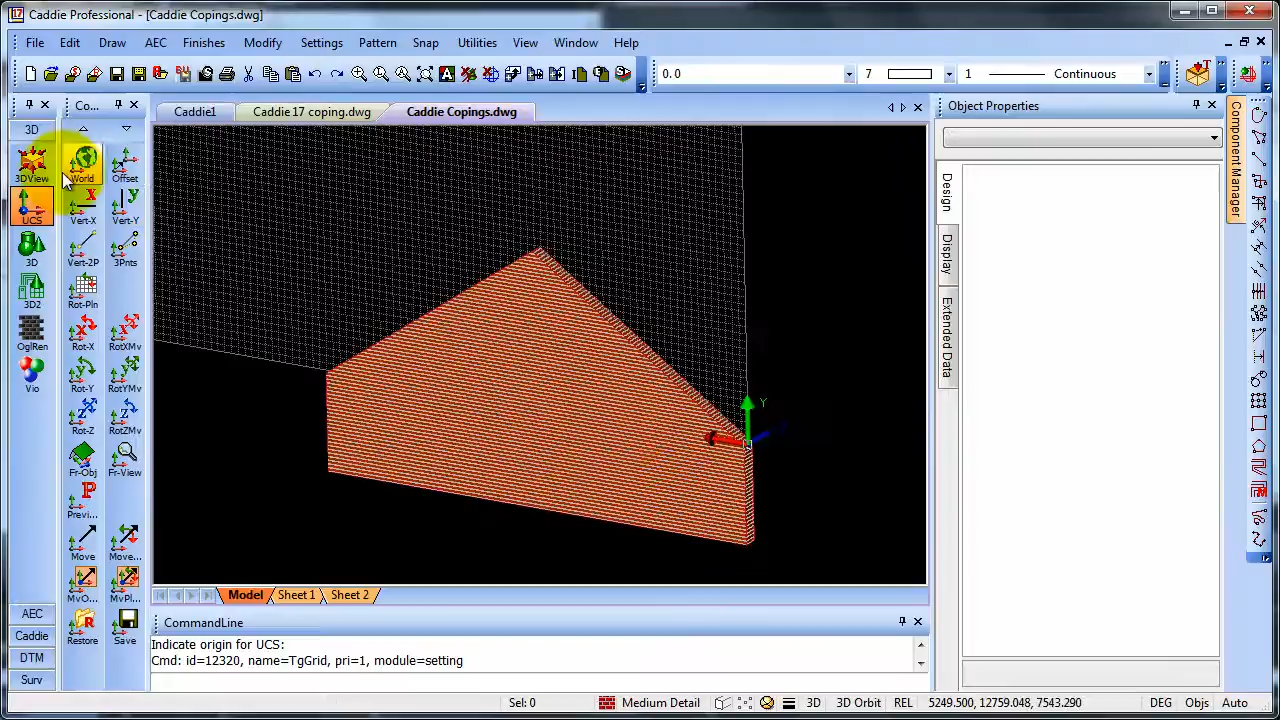 Caddie Professional - [Caddie Copings.dwg]
File Edit Draw AEC Finishes Modify Settings Pattern Snap Utilities View Window Help
0.0 7 1 Continuous
Co...
Caddie1 Caddie 17 coping.dwg Caddie Copings.dwg
Object Properties
3D
3DView World Offset
UCS Vert-X Vert-Y
3D Vert-2P 3Pnts
3D2 Rot-Pln
OglRen Rot-X RotXMv
Vio Rot-Y RotYMv
Rot-Z RotZMv
Fr-Obj Fr-View
Previ...
Move Move...
MvO... MvPl...
Restore Save
AEC
Caddie
DTM
Surv
Y
Design
Display
Extended Data
Component Manager
Model Sheet 1 Sheet 2
CommandLine
Indicate origin for UCS:
Cmd: id=12320, name=TgGrid, pri=1, module=setting
Sel: 0 Medium Detail 3D 3D Orbit REL 5249.500, 12759.048, 7543.290 DEG Objs Auto